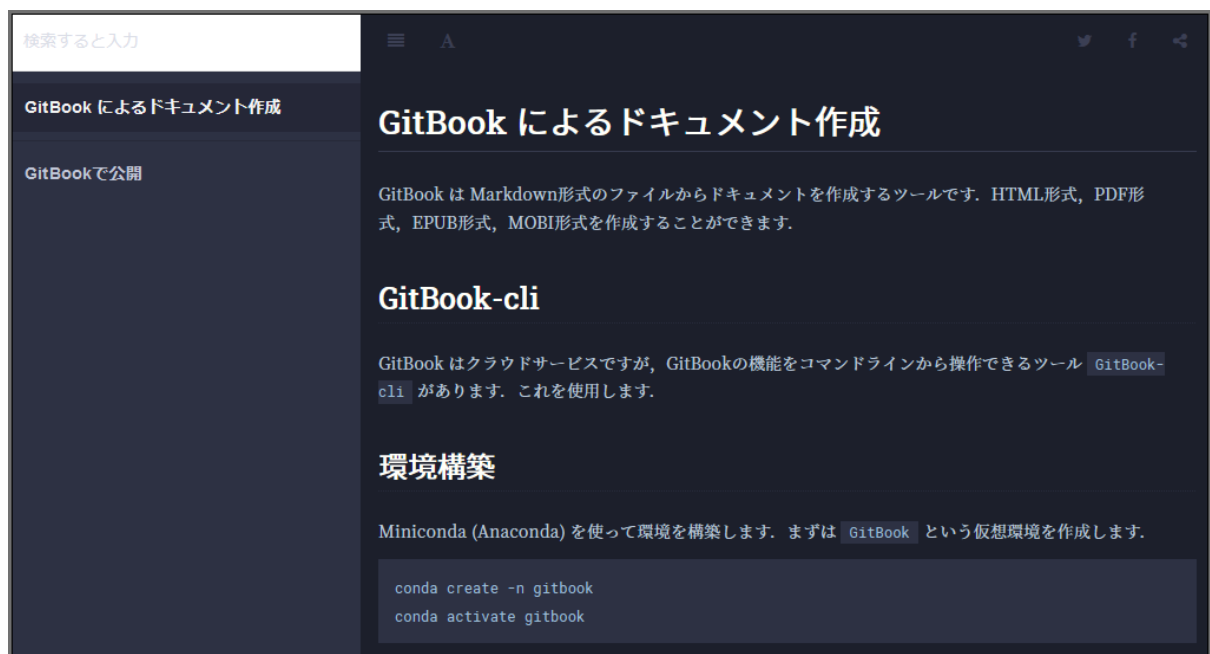 検索すると入力
GitBook によるドキュメント作成
GitBookで公開
A
GitBook によるドキュメント作成
GitBook は Markdown形式のファイルからドキュメントを作成するツールです．HTML形式，PDF形
式，EPUB形式，MOBI形式を作成することができます．
GitBook-cli
GitBook はクラウドサービスですが，GitBookの機能をコマンドラインから操作できるツール GitBook-
cli があります．これを使用します．
環境構築
Miniconda (Anaconda) を使って環境を構築します．まずは GitBook という仮想環境を作成します．
conda create -n gitbook
conda activate gitbook